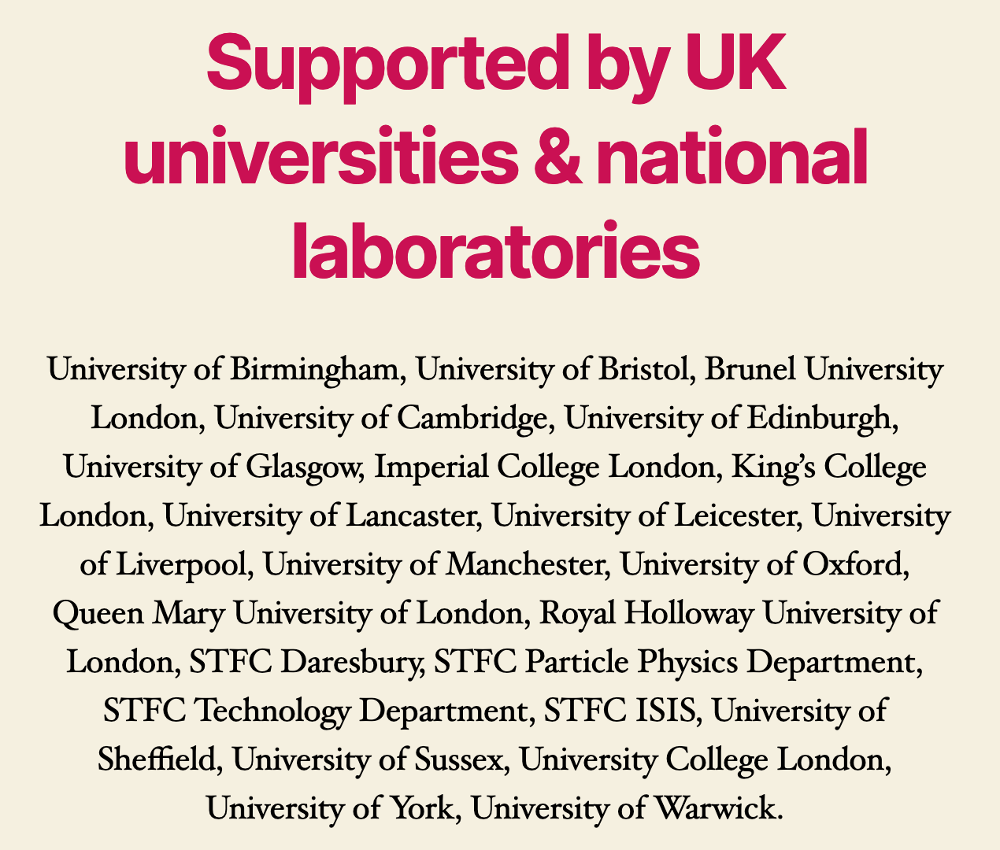 Supported by UK
universities & national
laboratories
University of Birmingham, University of Bristol, Brunel University
London, University of Cambridge, University of Edinburgh,
University of Glasgow, Imperial College London, King’s College
London, University of Lancaster, University of Leicester, University
of Liverpool, University of Manchester, University of Oxford,
Queen Mary University of London, Royal Holloway University of
London, STFC Daresbury, STFC Particle Physics Department,
STFC Technology Department, STFC ISIS, University of
Sheffield, University of Sussex, University College London,
University of York, University of Warwick.